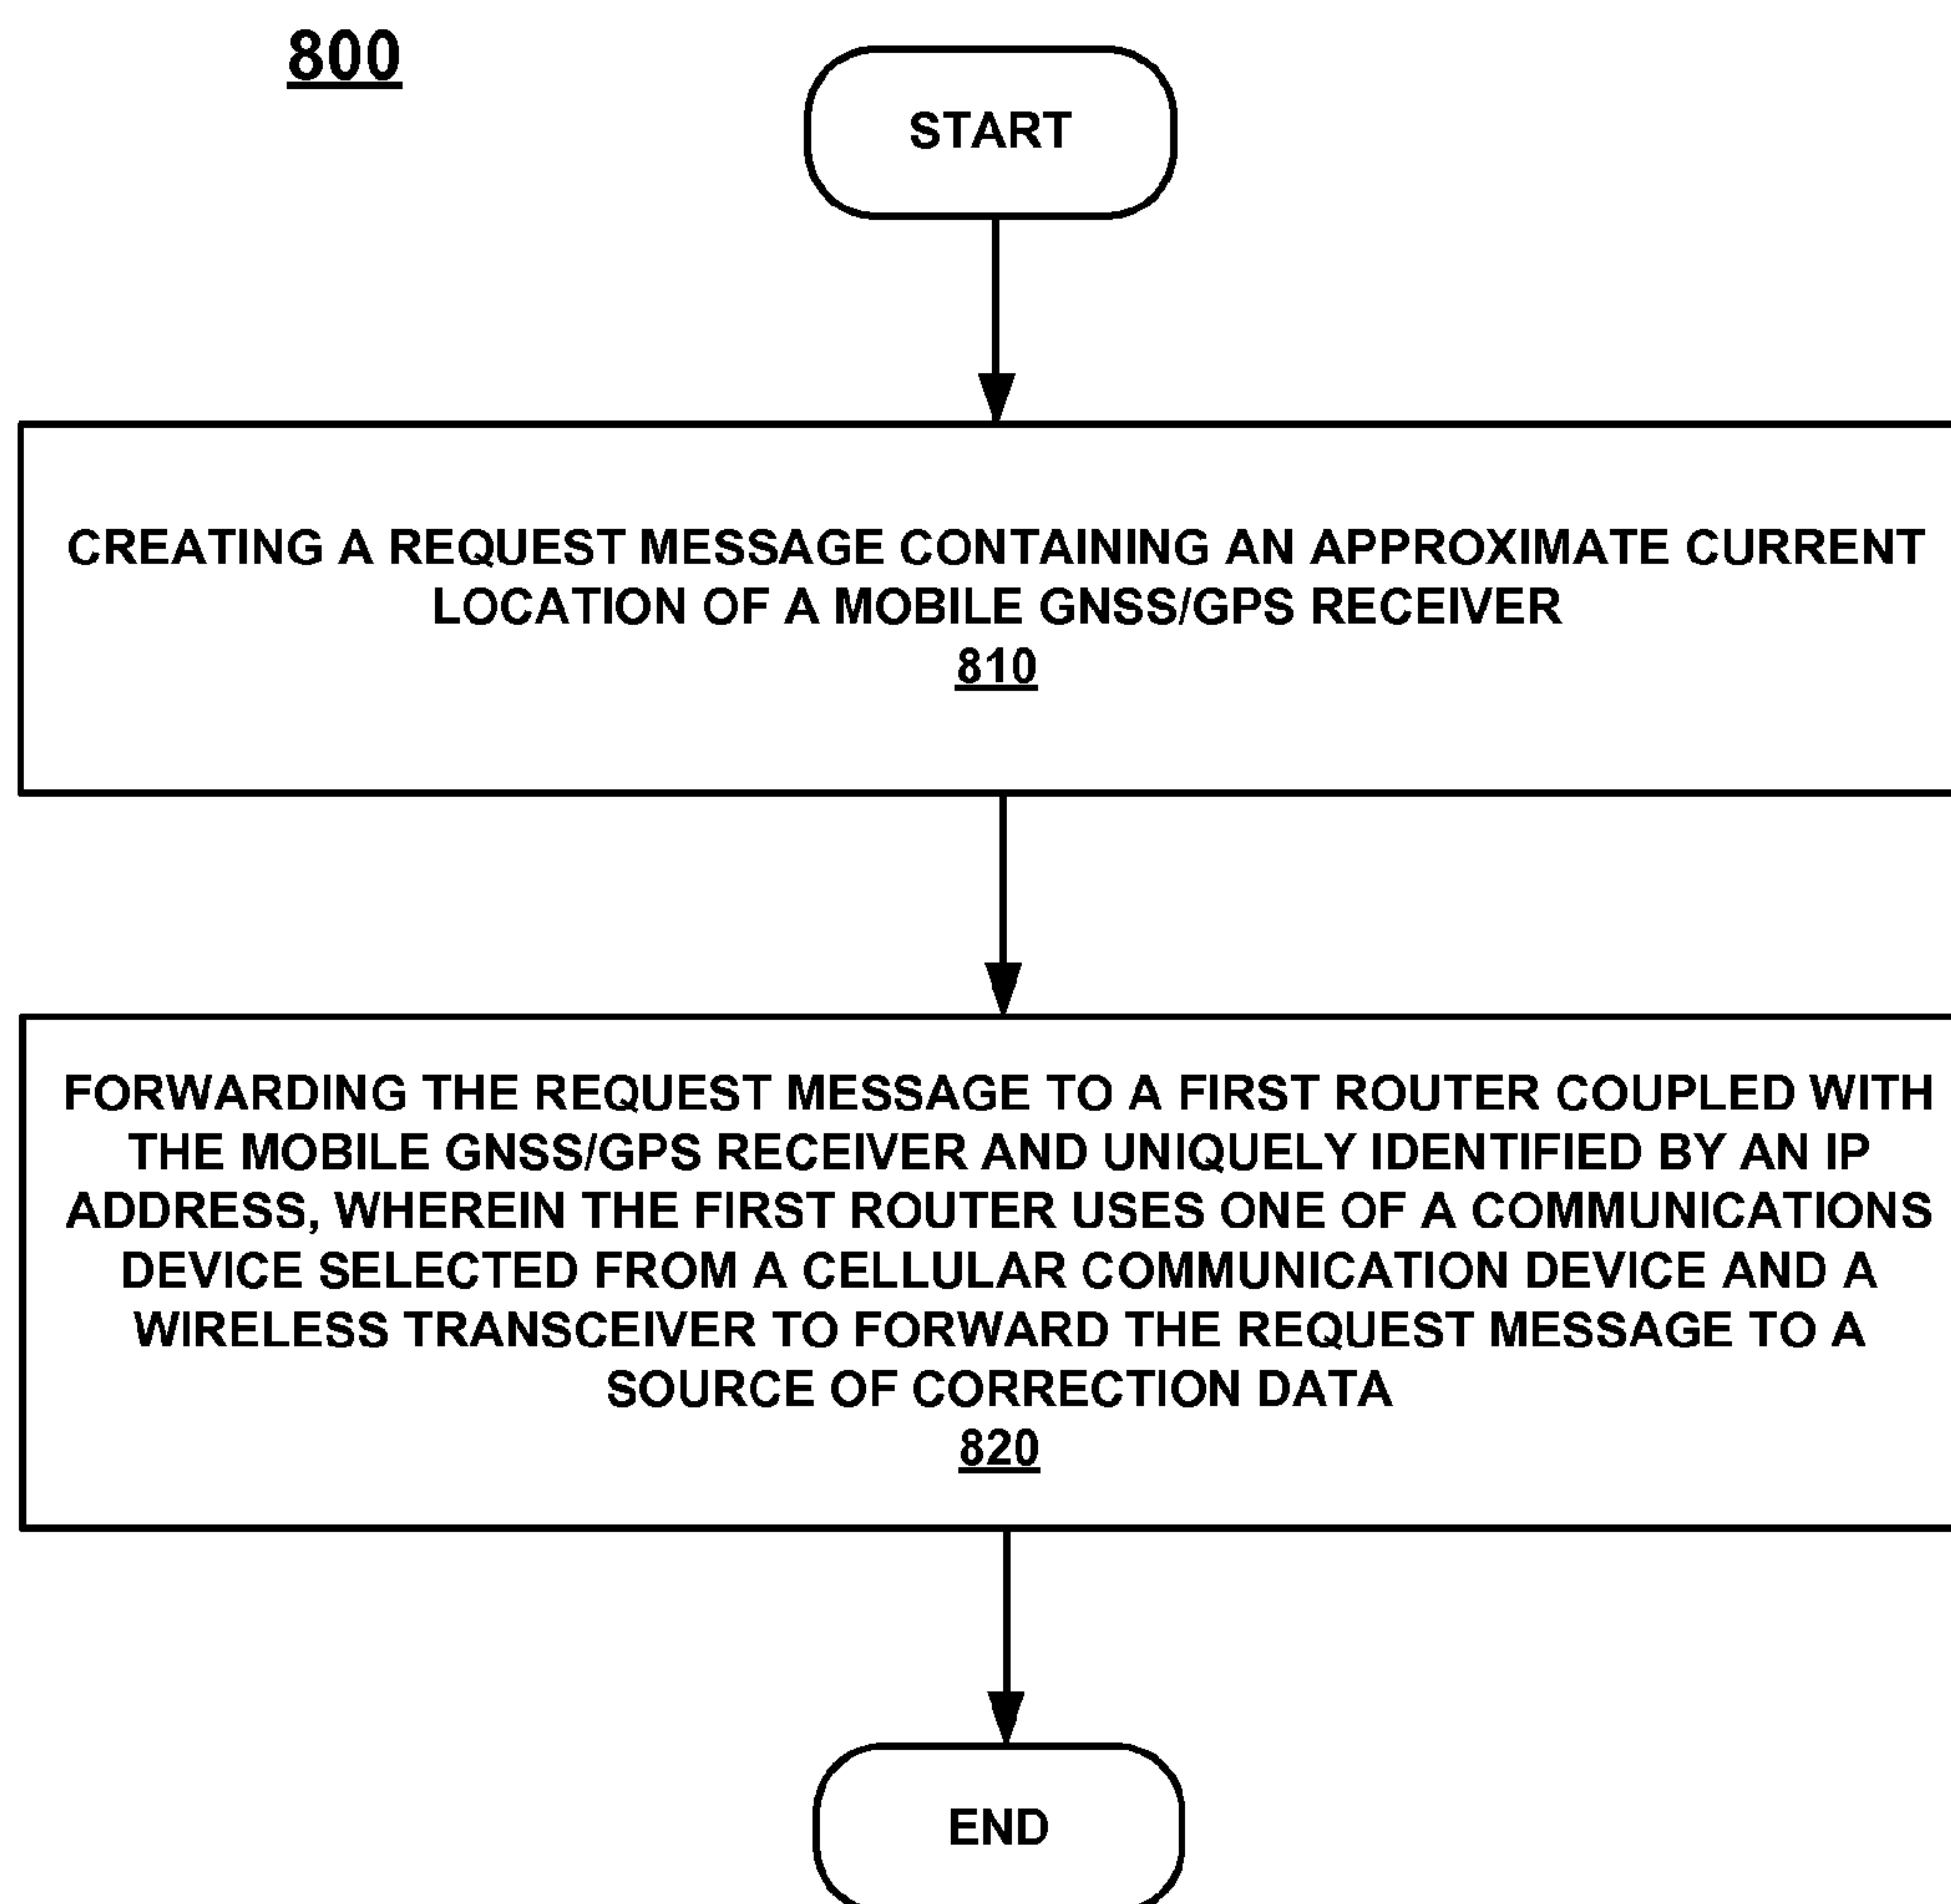 800
START
CREATING A REQUEST MESSAGE CONTAINING AN APPROXIMATE CURRENT
LOCATION OF A MOBILE GNSS/GPS RECEIVER
810
FORWARDING THE REQUEST MESSAGE TO A FIRST ROUTER COUPLED WITH
THE MOBILE GNSS/GPS RECEIVER AND UNIQUELY IDENTIFIED BY AN IP
ADDRESS, WHEREIN THE FIRST ROUTER USES ONE OF A COMMUNICATIONS
DEVICE SELECTED FROM A CELLULAR COMMUNICATION DEVICE AND A
WIRELESS TRANSCEIVER TO FORWARD THE REQUEST MESSAGE TO A
SOURCE OF CORRECTION DATA
820
END